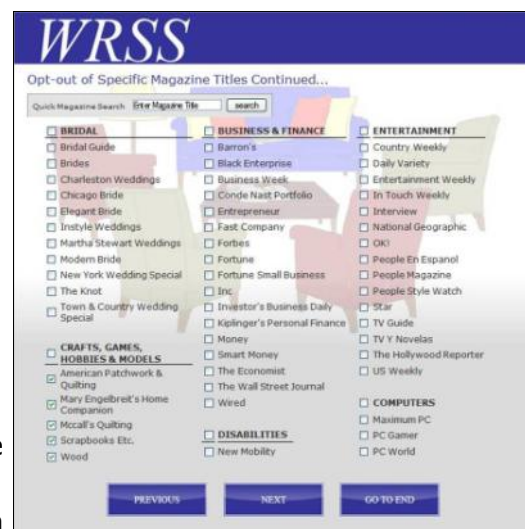 WRSS
Opt-out of Specific Magazine Titles Continued...
Quick Magazine Search Enter Magazine Title search
BRIDAL
Bridal Guide
Brides
Charleston Weddings
Chicago Bride
Elegant Bride
Instyle Weddings
Martha Stewart Weddings
Modern Bride
New York Wedding Special
The Knot
Town & Country Wedding
Special
CRAFTS, GAMES,
HOBBIES & MODELS
American Patchwork &
Quilting
Mary Engelbreit's Home
Companion
Mccall's Quilting
Scrapbooks Etc.
Wood
BUSINESS & FINANCE
Barron's
Black Enterprise
Business Week
Conde Nast Portfolio
Entrepreneur
Fast Company
Forbes
Fortune
Fortune Small Business
Inc
Investor's Business Daily
Kiplinger's Personal Finance
Money
Smart Money
The Economist
The Wall Street Journal
Wired
DISABILITIES
New Mobility
ENTERTAINMENT
Country Weekly
Daily Variety
Entertainment Weekly
In Touch Weekly
Interview
National Geographic
OK!
People En Espanol
People Magazine
People Style Watch
Star
TV Guide
TV Y Novelas
The Hollywood Reporter
US Weekly
COMPUTERS
Maximum PC
PC Gamer
PC World
PREVIOUS
NEXT
GO TO END